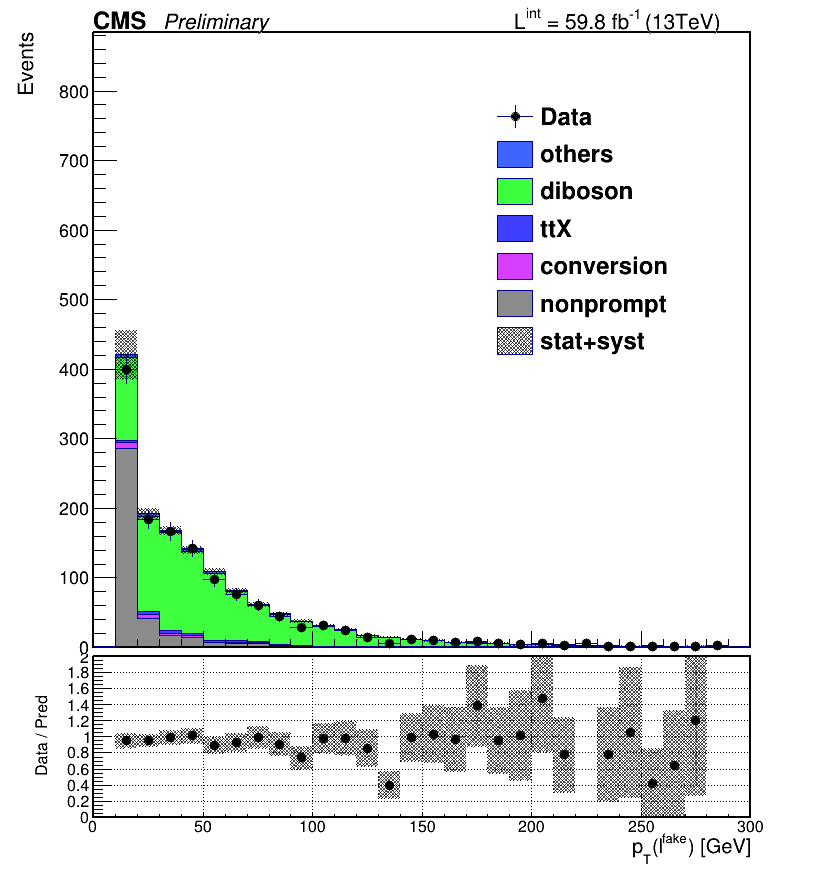 CMS Preliminary L^int = 59.8 fb^-1 (13TeV)
Events
800
700
600
500
400
300
200
100
0
Data
others
diboson
ttX
conversion
nonprompt
stat+syst
Data / Pred
2
1.8
1.6
1.4
1.2
1
0.8
0.6
0.4
0.2
0
0 50 100 150 200 250 300
p_T(l^fake) [GeV]